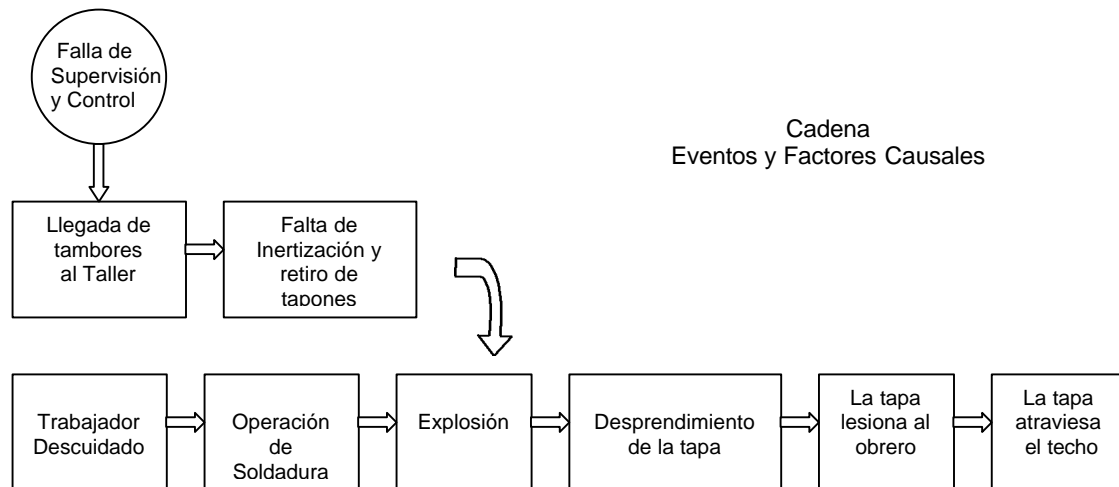 Falla de
Supervisión
y Control
Cadena
Eventos y Factores Causales
Llegada de
tambores
al Taller
Falta de
Inertización y
retiro de
tapones
Trabajador
Descuidado
Operación
de
Soldadura
Explosión
Desprendimiento
de la tapa
La tapa
lesiona al
obrero
La tapa
atraviesa
el techo